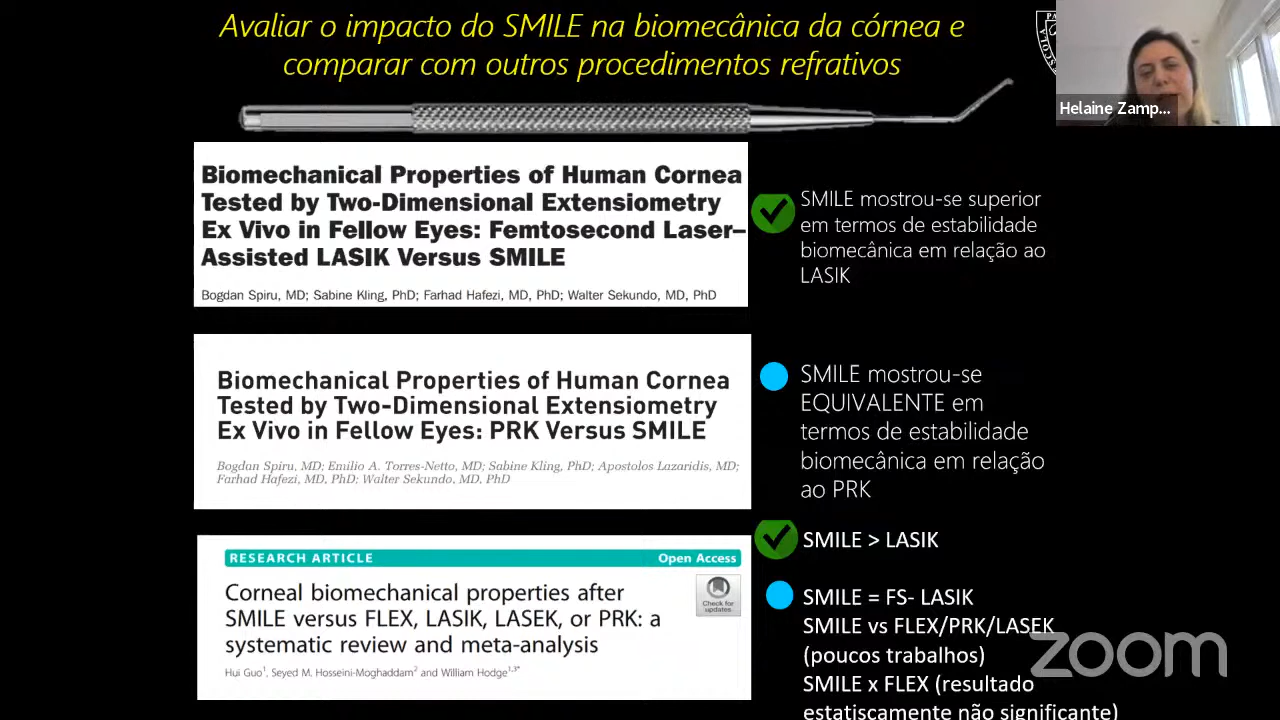 Avaliar o impacto do SMILE na biomecânica da córnea e
comparar com outros procedimentos refrativos
Helaine Zamp...
Biomechanical Properties of Human Cornea
Tested by Two-Dimensional Extensiometry
Ex Vivo in Fellow Eyes: Femtosecond Laser–
Assisted LASIK Versus SMILE
Bogdan Spiru, MD; Sabine Kling, PhD; Farhad Hafezi, MD, PhD; Walter Sekundo, MD, PhD
SMILE mostrou-se superior
em termos de estabilidade
biomecânica em relação ao
LASIK
Biomechanical Properties of Human Cornea
Tested by Two-Dimensional Extensiometry
Ex Vivo in Fellow Eyes: PRK Versus SMILE
Bogdan Spiru, MD; Emilio A. Torres-Netto, MD; Sabine Kling, PhD; Apostolos Lazaridis, MD;
Farhad Hafezi, MD, PhD; Walter Sekundo, MD, PhD
SMILE mostrou-se
EQUIVALENTE em
termos de estabilidade
biomecânica em relação
ao PRK
RESEARCH ARTICLE
Open Access
Corneal biomechanical properties after
SMILE versus FLEX, LASIK, LASEK, or PRK: a
systematic review and meta-analysis
Hui Guo1, Seyed M. Hosseini-Moghaddam2 and William Hodge1,3*
Check for
updates
SMILE > LASIK
SMILE = FS- LASIK
SMILE vs FLEX/PRK/LASEK
(poucos trabalhos)
SMILE x FLEX (resultado
estatiscamente não significante)
zoom